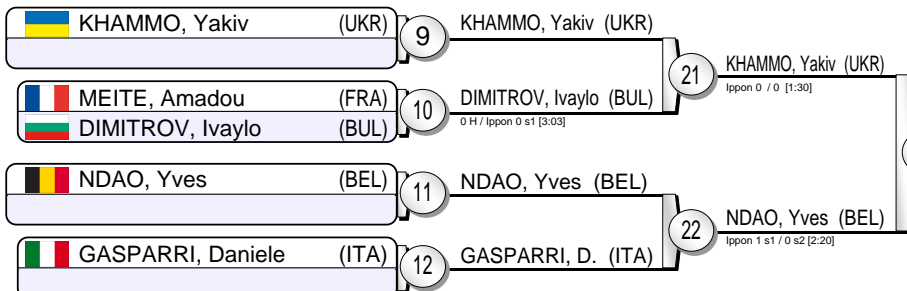 KHAMMO, Yakiv (UKR)
9
KHAMMO, Yakiv (UKR)
21
KHAMMO, Yakiv (UKR)
Ippon 0 / 0 [1:30]
MEITE, Amadou (FRA)
DIMITROV, Ivaylo (BUL)
10
DIMITROV, Ivaylo (BUL)
0 H / Ippon 0 s1 [3:03]
NDAO, Yves (BEL)
11
NDAO, Yves (BEL)
22
NDAO, Yves (BEL)
Ippon 1 s1 / 0 s2 [2:20]
GASPARRI, Daniele (ITA)
12
GASPARRI, D. (ITA)